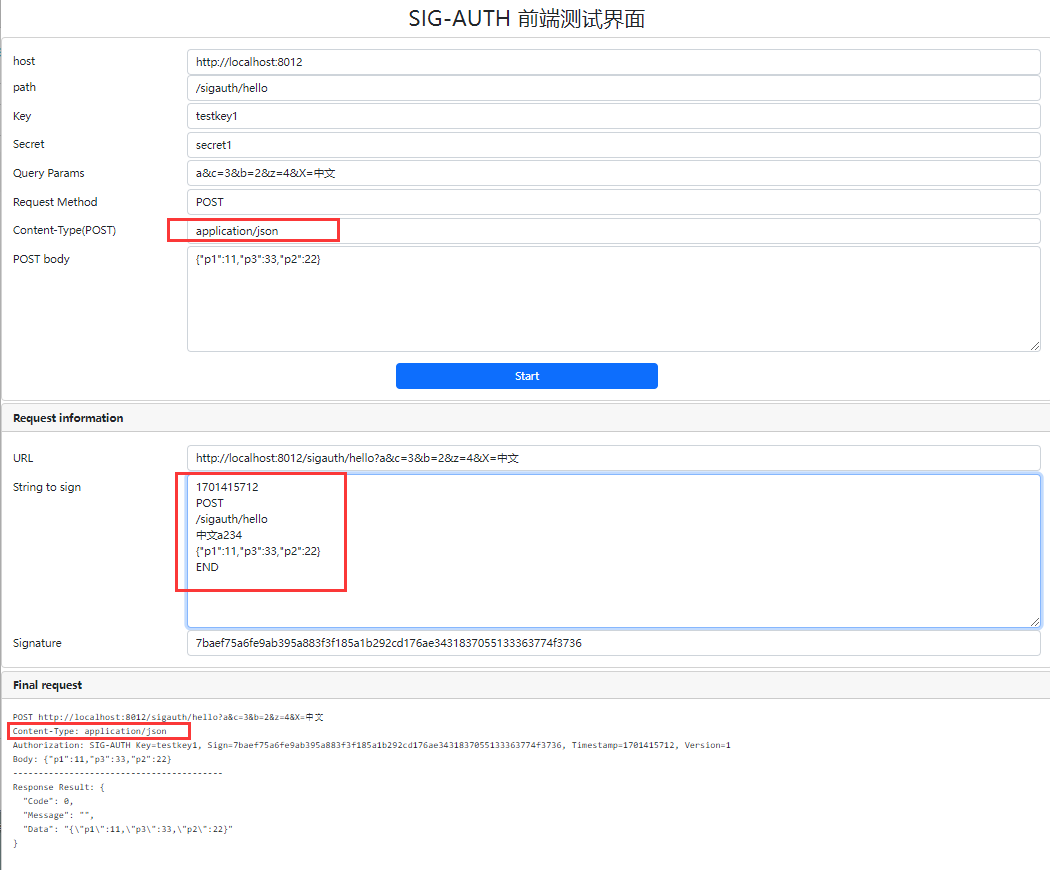 SIG-AUTH 前端测试界面
host http://localhost:8012
path /sigauth/hello
Key testkey1
Secret secret1
Query Params a&c=3&b=2&z=4&X=中文
Request Method POST
Content-Type(POST) application/json
POST body {"p1":11,"p3":33,"p2":22}
Start
Request information
URL http://localhost:8012/sigauth/hello?a&c=3&b=2&z=4&X=中文
String to sign 1701415712
POST
/sigauth/hello
中文a234
{"p1":11,"p3":33,"p2":22}
END
Signature 7baef75a6fe9ab395a883f3f185a1b292cd176ae3431837055133363774f3736
Final request
POST http://localhost:8012/sigauth/hello?a&c=3&b=2&z=4&X=中文
Content-Type: application/json
Authorization: SIG-AUTH Key=testkey1, Sign=7baef75a6fe9ab395a883f3f185a1b292cd176ae3431837055133363774f3736, Timestamp=1701415712, Version=1
Body: {"p1":11,"p3":33,"p2":22}
----------------------------------------
Response Result: {
  "Code": 0,
  "Message": "",
  "Data": "{\"p1\":11,\"p3\":33,\"p2\":22}"
}